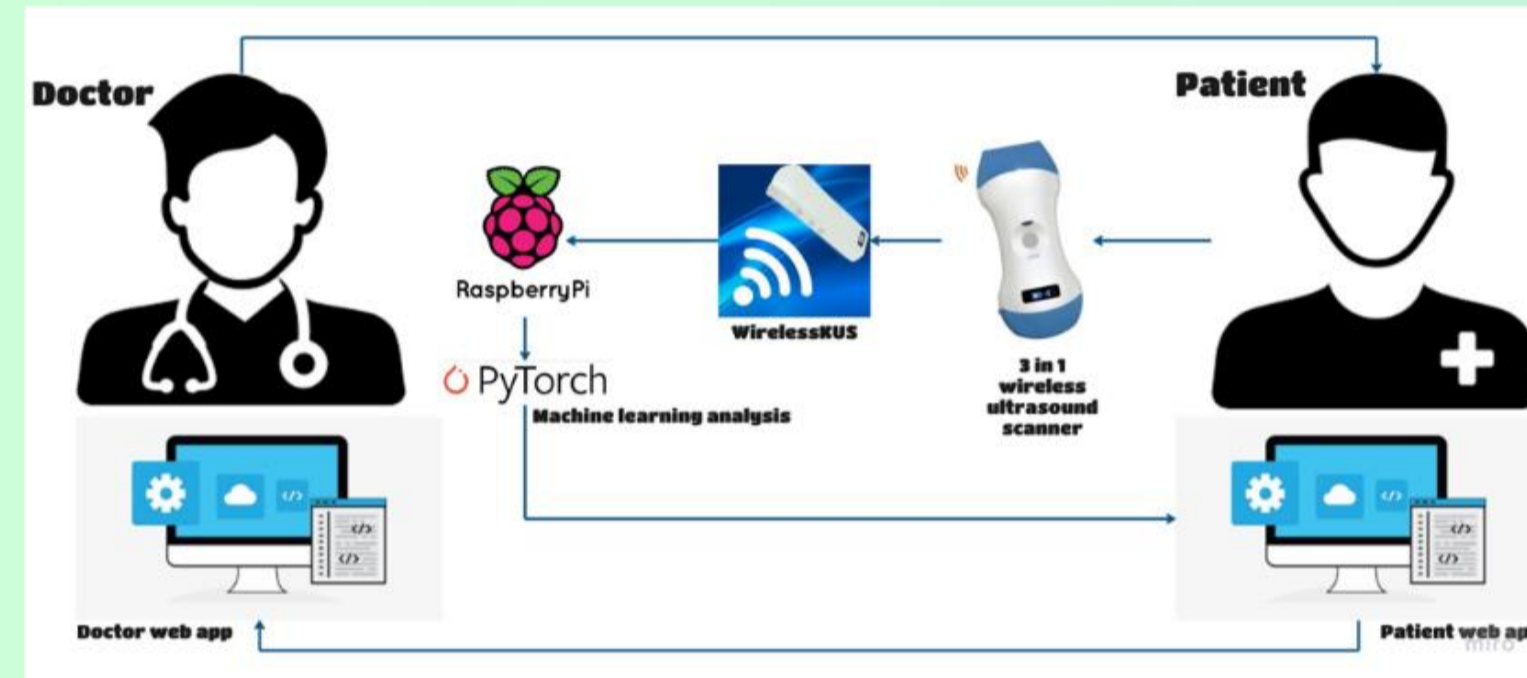 Doctor
Patient
RaspberryPi
WirelessKUS
3 in 1
wireless
ultrasound
scanner
PyTorch
Machine learning analysis
</>
</>
</>
</>
</>
</>
Doctor web app
Patient web ap
miro